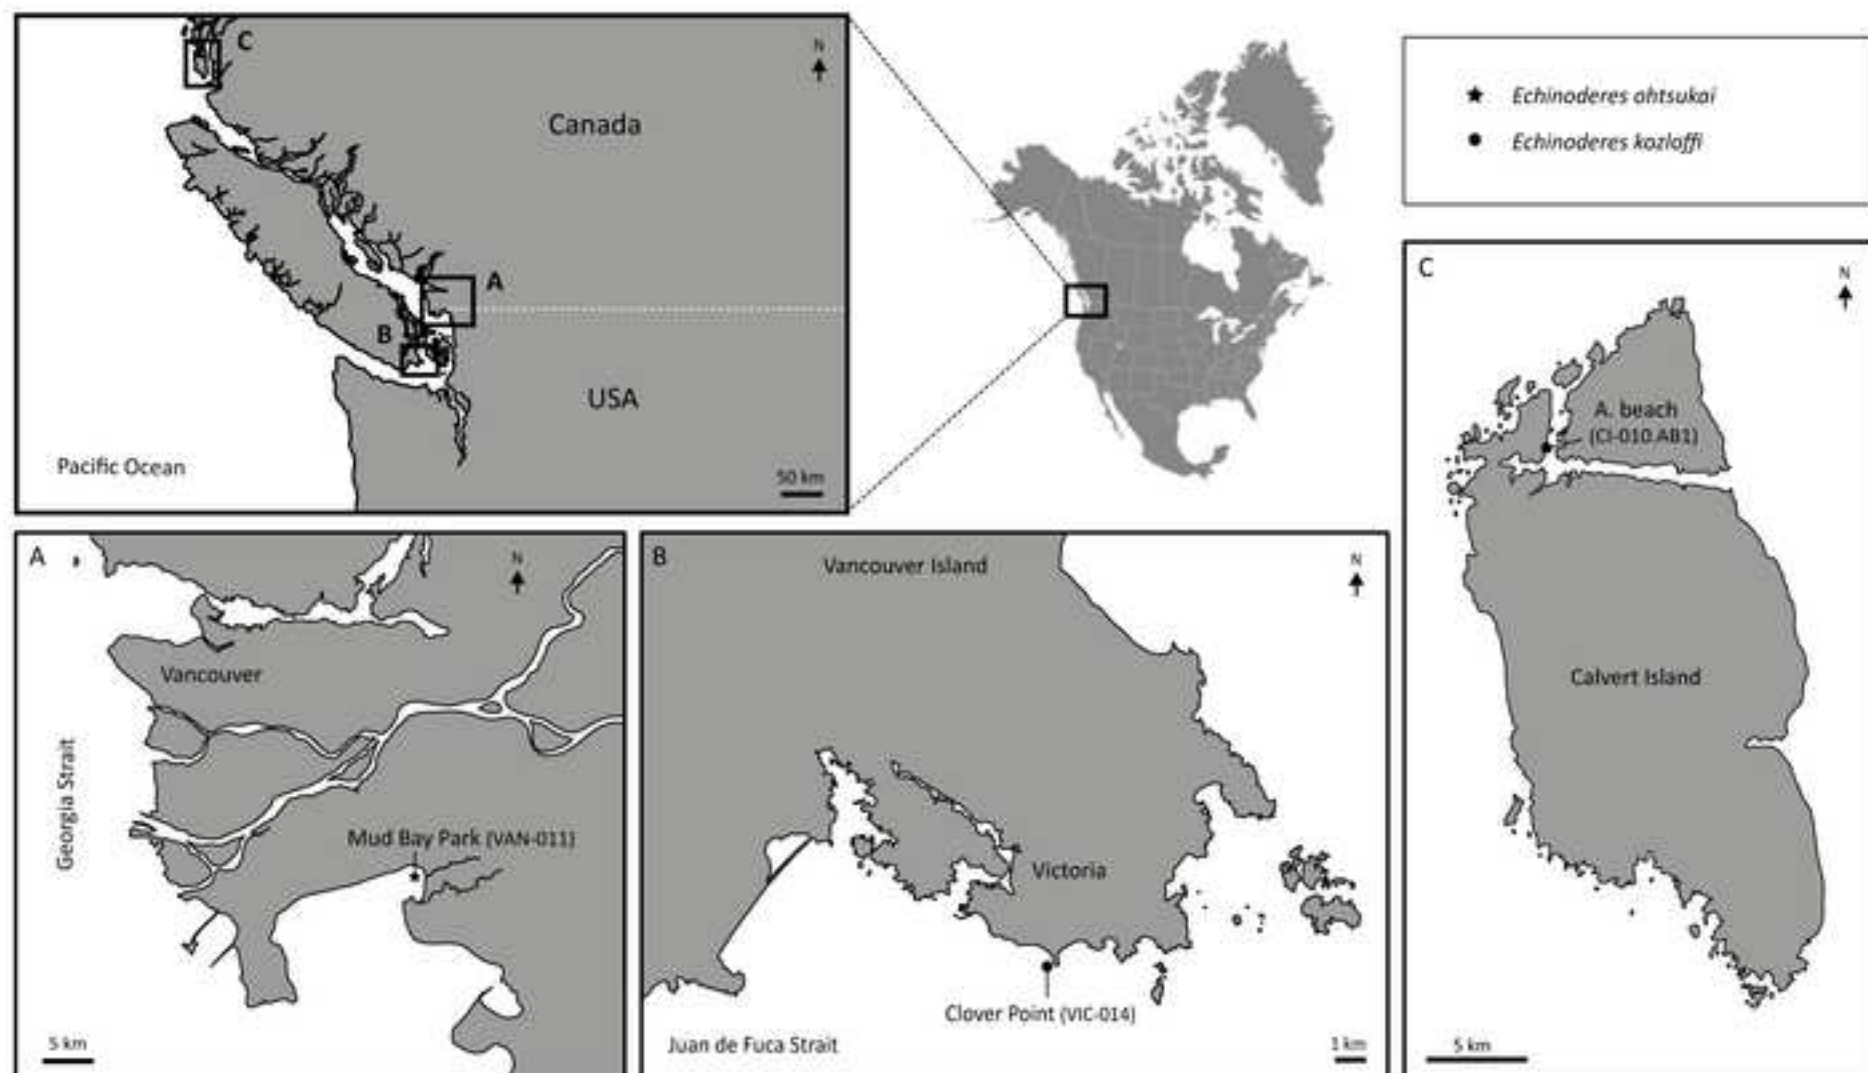 C
N
Canada
A
B
USA
Pacific Ocean
50 km
Echinoderes ohtsukai
Echinoderes kozloffi
C
N
A. beach
(CI-010.AB1)
Calvert Island
5 km
A
N
Vancouver
Georgia Strait
Mud Bay Park (VAN-011)
5 km
B
Vancouver Island
N
Victoria
Clover Point (VIC-014)
Juan de Fuca Strait
1 km